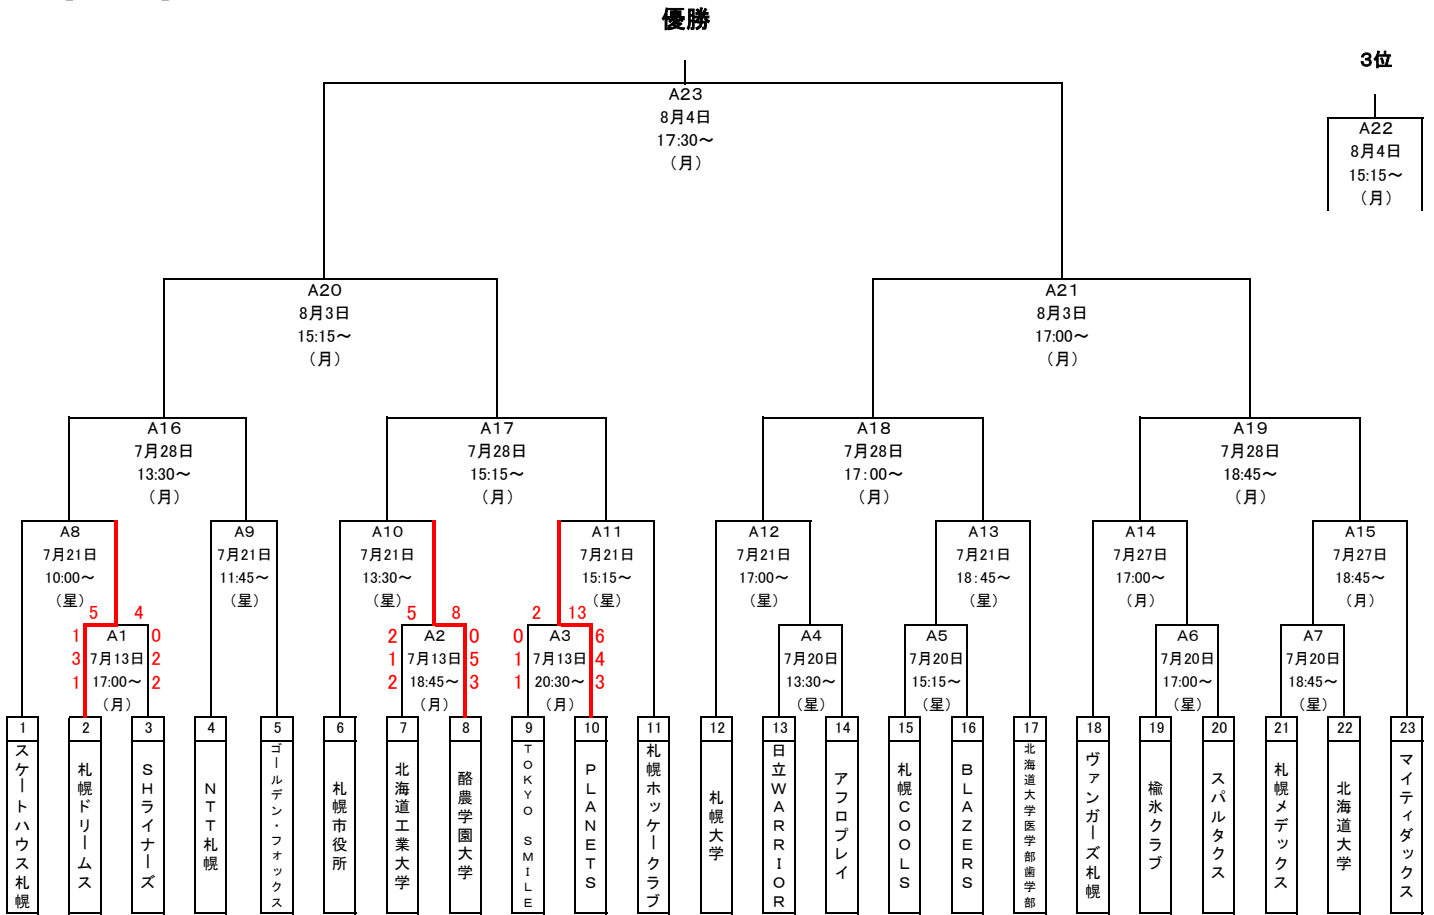 優勝
3位
A23
8月4日
17:30～
（月）
A22
8月4日
15:15～
（月）
A20
8月3日
15:15～
（月）
A21
8月3日
17:00～
（月）
A16
7月28日
13:30～
（月）
A17
7月28日
15:15～
（月）
A18
7月28日
17:00～
（月）
A19
7月28日
18:45～
（月）
A8
7月21日
10:00～
（星）
A9
7月21日
11:45～
（星）
A10
7月21日
13:30～
（星）
A11
7月21日
15:15～
（星）
A12
7月21日
17:00～
（星）
A13
7月21日
18:45～
（星）
A14
7月27日
17:00～
（月）
A15
7月27日
18:45～
（月）
5 4
1 A1 0
3 7月13日 2
1 17:00～ 2
（月）
5 8
2 A2 0
1 7月13日 5
2 18:45～ 3
（月）
2 13
0 A3 6
1 7月13日 4
1 20:30～ 3
（月）
A4
7月20日
13:30～
（星）
A5
7月20日
15:15～
（星）
A6
7月20日
17:00～
（星）
A7
7月20日
18:45～
（星）
1
スケートハウス札幌
2
札幌ドリームス
3
SHライナーズ
4
NTT札幌
5
ゴールデン・フォックス
6
札幌市役所
7
北海道工業大学
8
酪農学園大学
9
TOKYO SMILE
10
PLANETS
11
札幌ホッケークラブ
12
札幌大学
13
日立WARRIOR
14
アフロプレイ
15
札幌COOLS
16
BLAZERS
17
北海道大学医学部歯学部
18
ヴァンガーズ札幌
19
楡氷クラブ
20
スパルタクス
21
札幌メデックス
22
北海道大学
23
マイティダックス